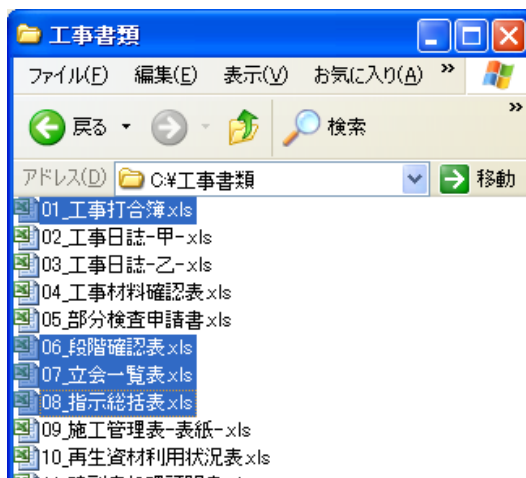 工事書類
ファイル(F) 編集(E) 表示(V) お気に入り(A) »
戻る 検索 »
アドレス(D) C:¥工事書類 移動
01_工事打合簿.xls
02_工事日誌-甲-.xls
03_工事日誌-乙-.xls
04_工事材料確認表.xls
05_部分検査申請書.xls
06_段階確認表.xls
07_立会一覧表.xls
08_指示総括表.xls
09_施工管理表-表紙-.xls
10_再生資材利用状況表.xls